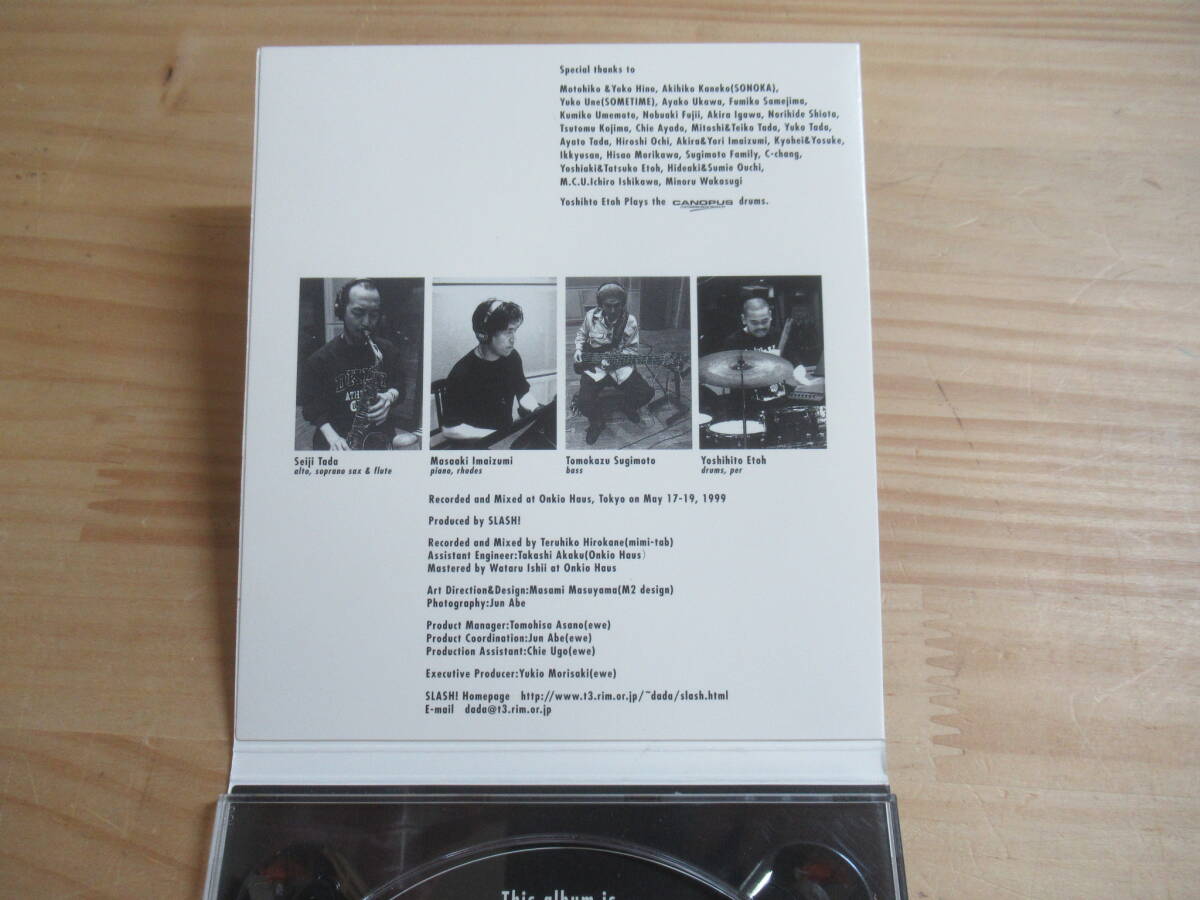 Special thanks to
Motohiko &Yoko Hino, Akihiko Kaneko(SONOKA),
Yuko Une(SOMETIME), Ayako Ukawa, Fumiko Samejima,
Kumiko Umemoto, Nobuaki Fujii, Akira Igawa, Norihide Shiota,
Tsutomu Kojima, Chie Ayado, Mitoshi&Teiko Tada, Yuko Tada,
Ayato Tada, Hiroshi Ochi, Akira&Yori Imaizumi, Kyohei&Yosuke,
Ikkyusan, Hisao Morikawa, Sugimoto Family, C-chang,
Yoshiaki&Tatsuko Etoh, Hideaki&Sumie Ouchi,
M.C.U.Ichiro Ishikawa, Minoru Wakasugi
Yoshihto Etoh Plays the CANOPUS drums.
Seiji Tada
alto, soprano sax & flute
Masaaki Imaizumi
piano, rhodes
Tomokazu Sugimoto
bass
Yoshihito Etoh
drums, per
Recorded and Mixed at Onkio Haus, Tokyo on May 17-19, 1999
Produced by SLASH!
Recorded and Mixed by Teruhiko Hirokane(mimi-tab)
Assistant Engineer:Takashi Akaku(Onkio Haus)
Mastered by Wataru Ishii at Onkio Haus
Art Direction&Design:Masami Masuyama(M2 design)
Photography:Jun Abe
Product Manager:Tomohisa Asano(ewe)
Product Coordination:Jun Abe(ewe)
Production Assistant:Chie Ugo(ewe)
Executive Producer:Yukio Morisaki(ewe)
SLASH! Homepage http://www.t3.rim.or.jp/~dada/slash.html
E-mail dada@t3.rim.or.jp
This album is